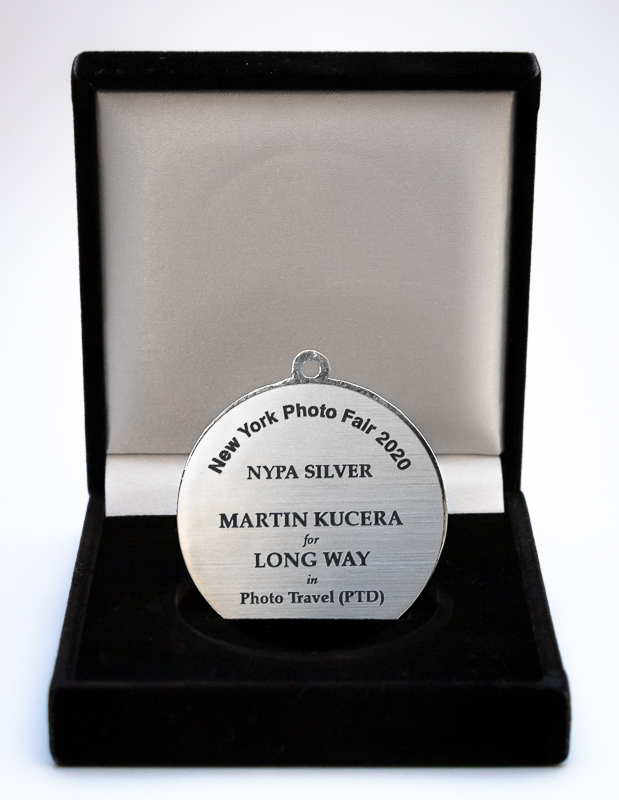 New York Photo Fair 2020
NYPA SILVER
MARTIN KUCERA
for
LONG WAY
in
Photo Travel (PTD)